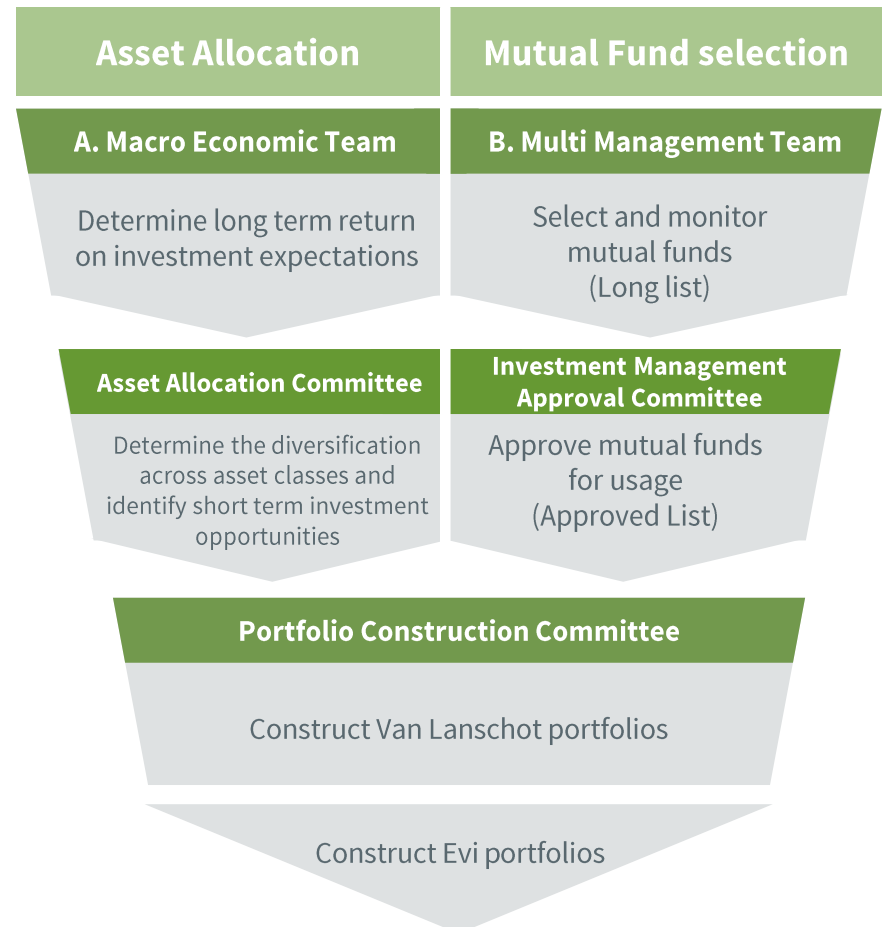 Asset Allocation
Mutual Fund selection
A. Macro Economic Team
Determine long term return
on investment expectations
B. Multi Management Team
Select and monitor
mutual funds
(Long list)
Asset Allocation Committee
Determine the diversification
across asset classes and
identify short term investment
opportunities
Investment Management
Approval Committee
Approve mutual funds
for usage
(Approved List)
Portfolio Construction Committee
Construct Van Lanschot portfolios
Construct Evi portfolios